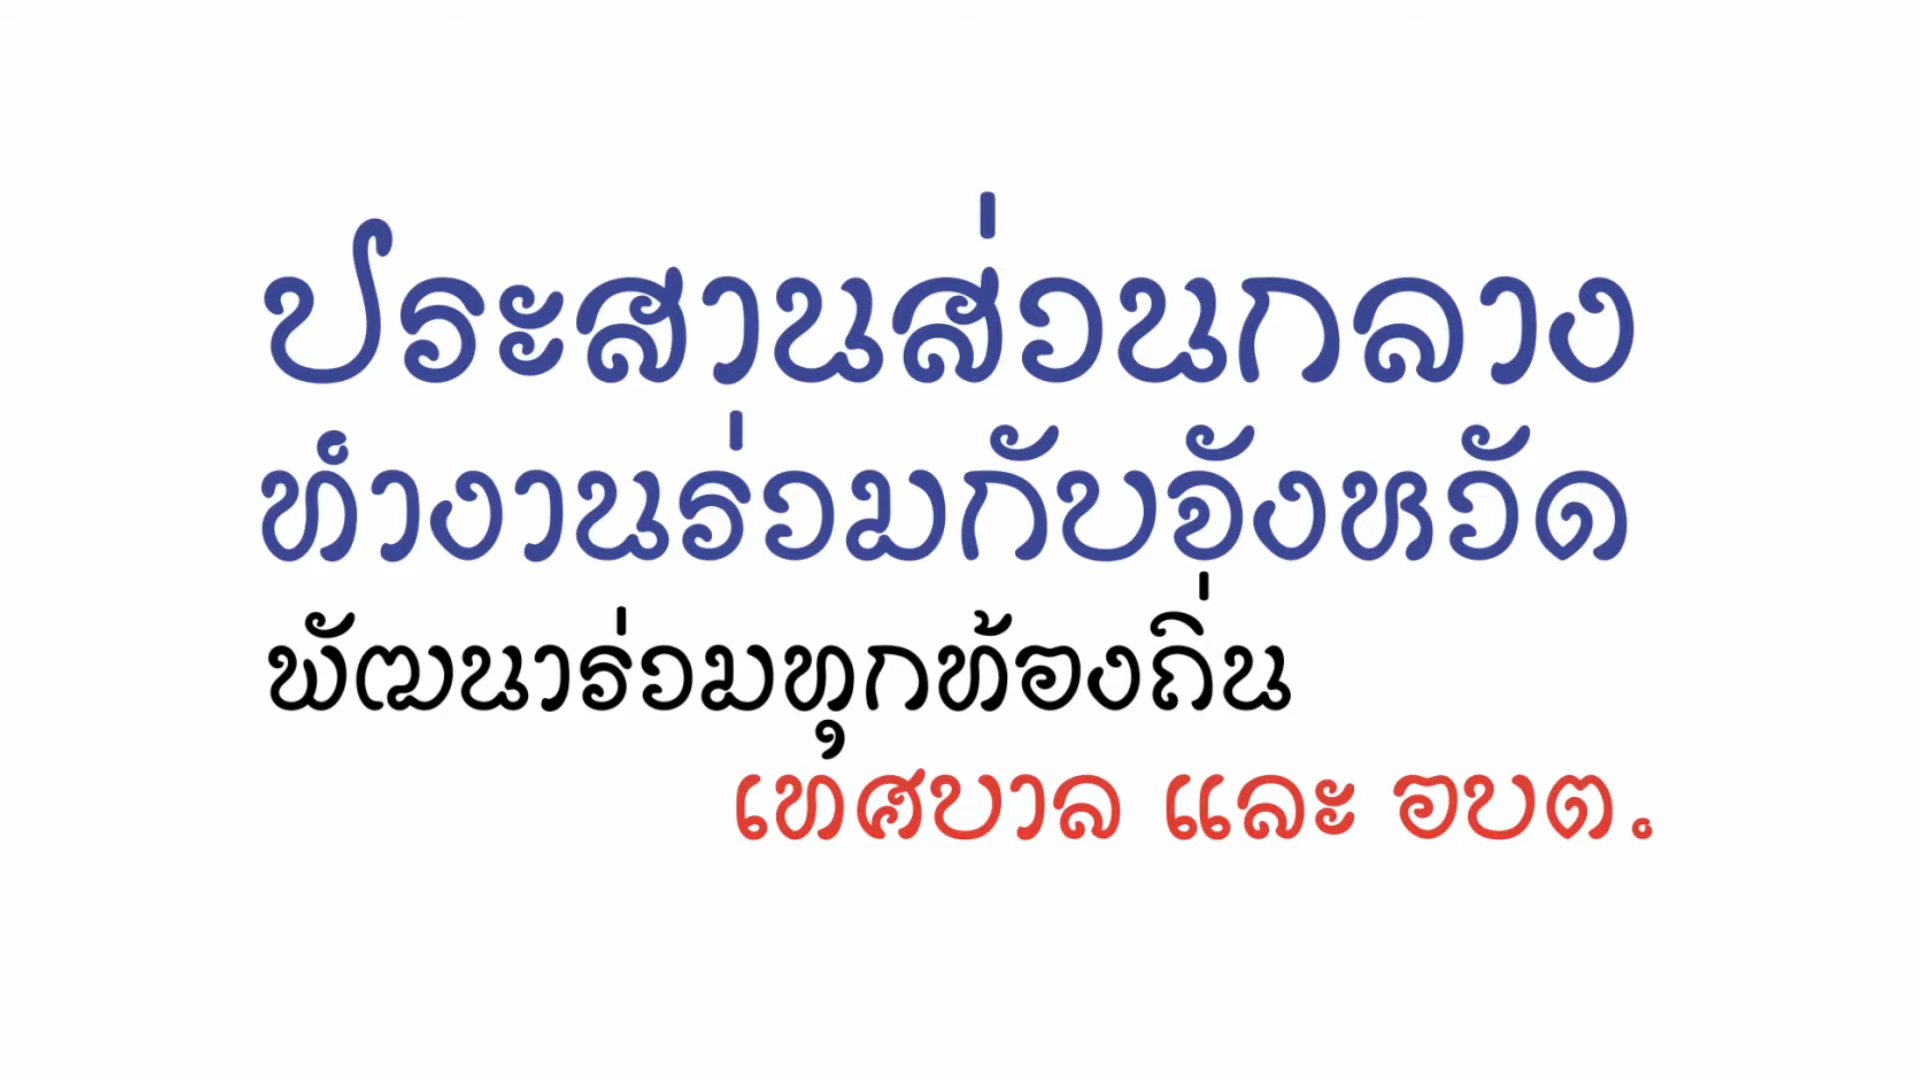 ประสานส่วนกลาง
ทำงานร่วมกับจังหวัด
พัฒนาร่วมทุกท้องถิ่น
เทศบาล และ อบต.